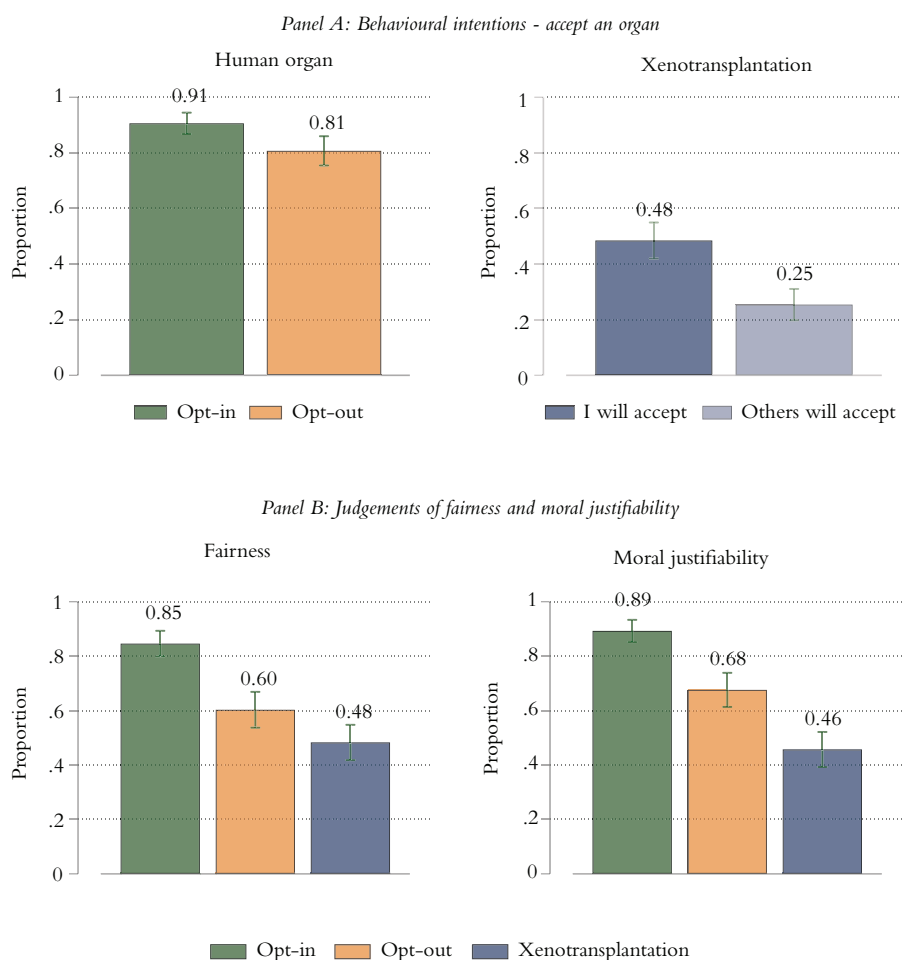 Panel A: Behavioural intentions - accept an organ
Human organ
Xenotransplantation
Proportion
1
.8
.6
.4
.2
0
0.91
0.81
Opt-in
Opt-out
Proportion
1
.8
.6
.4
.2
0
0.48
0.25
I will accept
Others will accept
Panel B: Judgements of fairness and moral justifiability
Fairness
Moral justifiability
Proportion
1
.8
.6
.4
.2
0
0.85
0.60
0.48
Proportion
1
.8
.6
.4
.2
0
0.89
0.68
0.46
Opt-in
Opt-out
Xenotransplantation